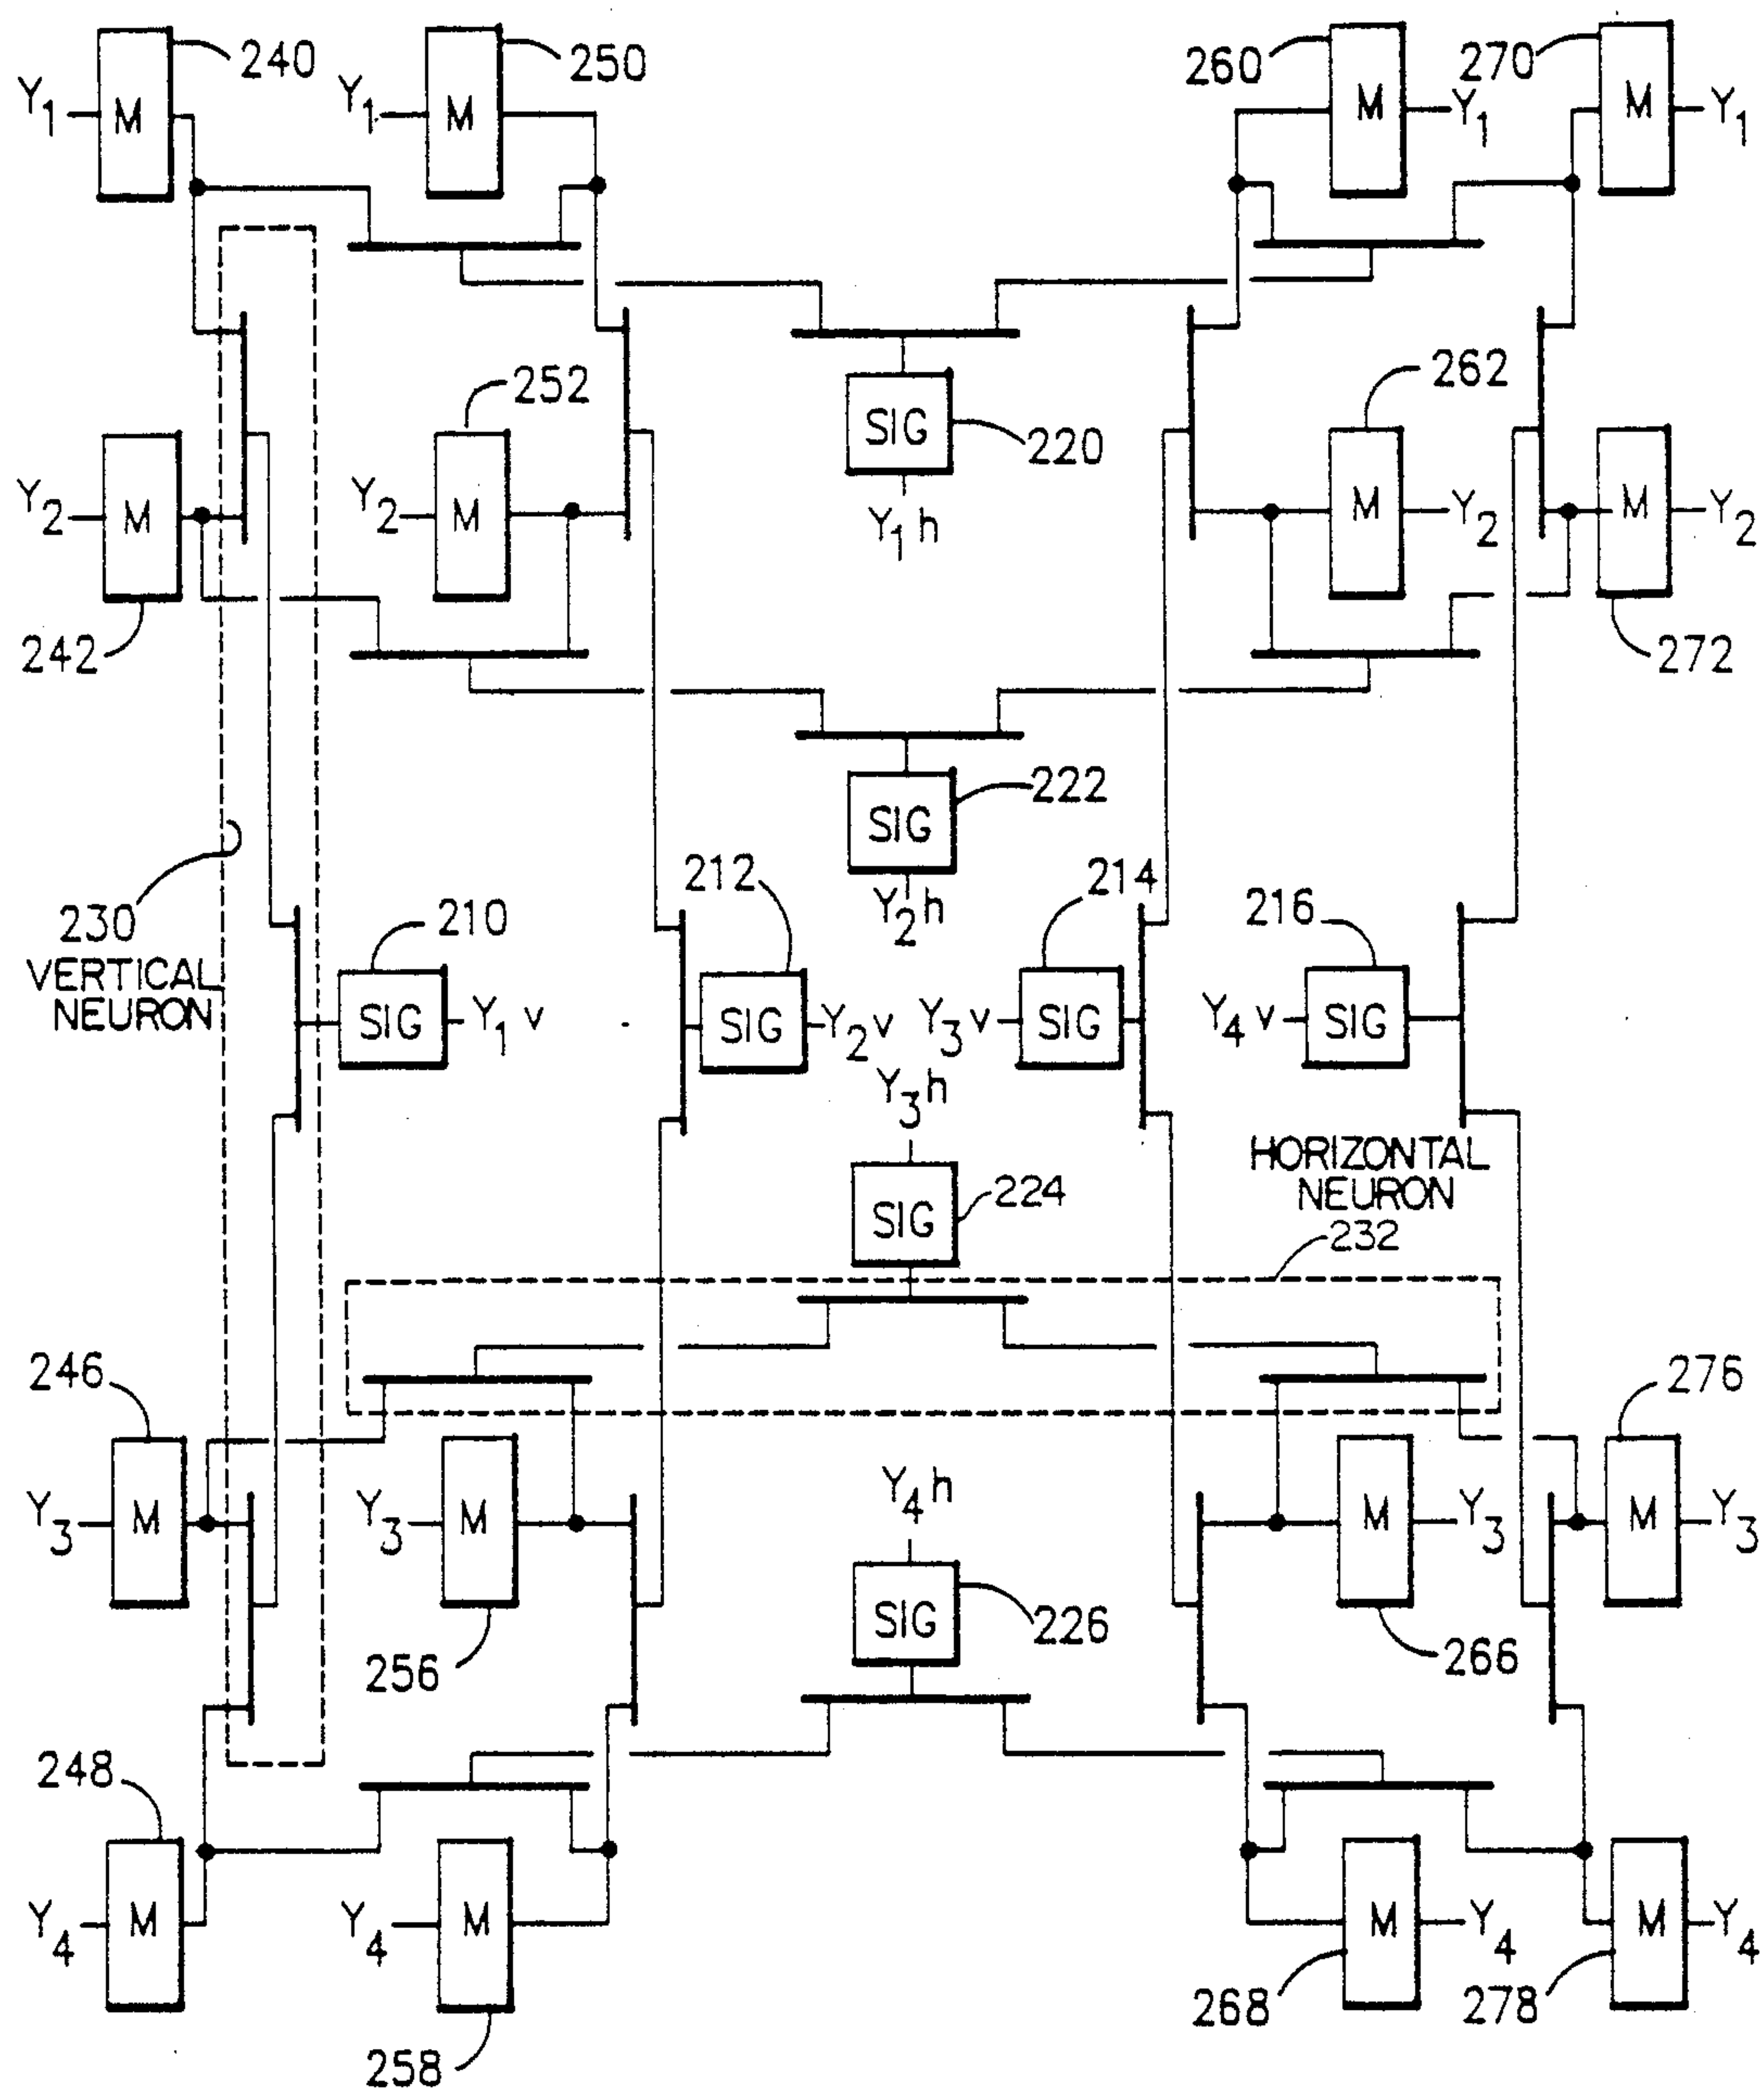 240
250
260
270
Y1
M
Y1
M
M
Y1
M
Y1
252
262
SIG
220
Y2
M
Y2
M
Y1h
M
Y2
M
Y2
242
272
222
SIG
212
214
230
210
Y2h
216
VERTICAL
NEURON
SIG
Y1v
SIG
Y2v
Y3v
SIG
Y4v
SIG
Y3h
HORIZONTAL
NEURON
SIG
224
232
246
276
Y4h
Y3
M
Y3
M
M
Y3
M
Y3
SIG
226
256
266
248
Y4
M
Y4
M
M
Y4
M
Y4
268
278
258